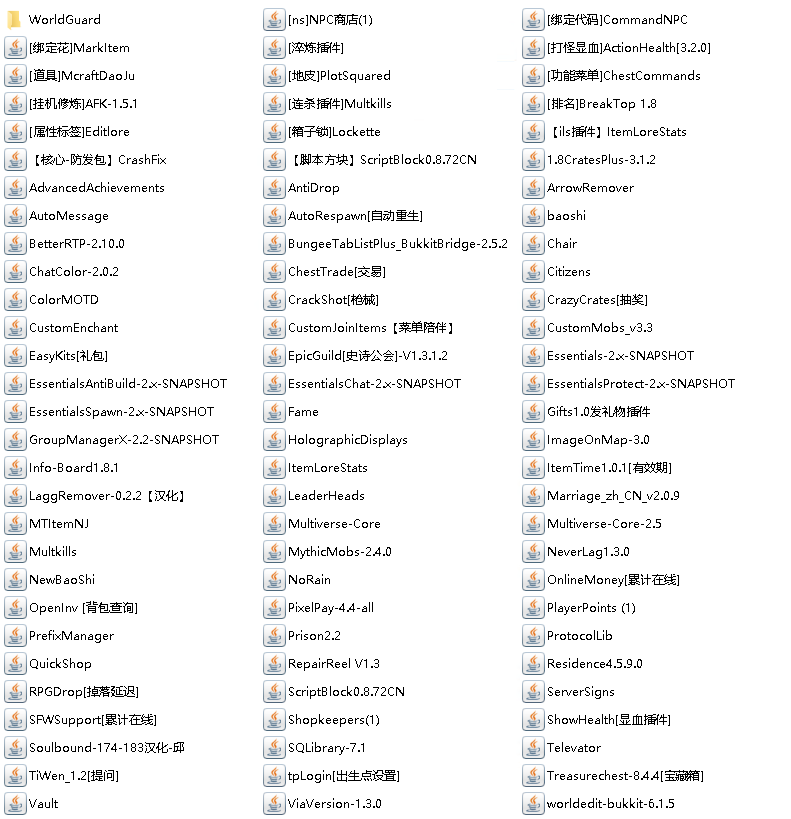 WorldGuard
[ns]NPC商店(1)
[绑定代码]CommandNPC
[绑定花]MarkItem
[淬炼插件]
[打怪显血]ActionHealth[3.2.0]
[道具]McraftDaoJu
[地皮]PlotSquared
[功能菜单]ChestCommands
[挂机修炼]AFK-1.5.1
[连杀插件]Multkills
[排名]BreakTop 1.8
[属性标签]Editlore
[箱子锁]Lockette
【ils插件】ItemLoreStats
【核心-防发包】CrashFix
【脚本方块】ScriptBlock0.8.72CN
1.8CratesPlus-3.1.2
AdvancedAchievements
AntiDrop
ArrowRemover
AutoMessage
AutoRespawn[自动重生]
baoshi
BetterRTP-2.10.0
BungeeTabListPlus_BukkitBridge-2.5.2
Chair
ChatColor-2.0.2
ChestTrade[交易]
Citizens
ColorMOTD
CrackShot[枪械]
CrazyCrates[抽奖]
CustomEnchant
CustomJoinItems【菜单陪伴】
CustomMobs_v3.3
EasyKits[礼包]
EpicGuild[史诗公会]-V1.3.1.2
Essentials-2.x-SNAPSHOT
EssentialsAntiBuild-2.x-SNAPSHOT
EssentialsChat-2.x-SNAPSHOT
EssentialsProtect-2.x-SNAPSHOT
EssentialsSpawn-2.x-SNAPSHOT
Fame
Gifts1.0发礼物插件
GroupManagerX-2.2-SNAPSHOT
HolographicDisplays
ImageOnMap-3.0
Info-Board1.8.1
ItemLoreStats
ItemTime1.0.1[有效期]
LaggRemover-0.2.2【汉化】
LeaderHeads
Marriage_zh_CN_v2.0.9
MTItemNJ
Multiverse-Core
Multiverse-Core-2.5
Multkills
MythicMobs-2.4.0
NeverLag1.3.0
NewBaoShi
NoRain
OnlineMoney[累计在线]
OpenInv [背包查询]
PixelPay-4.4-all
PlayerPoints (1)
PrefixManager
Prison2.2
ProtocolLib
QuickShop
RepairReel V1.3
Residence4.5.9.0
RPGDrop[掉落延迟]
ScriptBlock0.8.72CN
ServerSigns
SFWSupport[累计在线]
Shopkeepers(1)
ShowHealth[显血插件]
Soulbound-174-183汉化-邱
SQLibrary-7.1
Televator
TiWen_1.2[提问]
tpLogin[出生点设置]
Treasurechest-8.4.4[宝藏箱]
Vault
ViaVersion-1.3.0
worldedit-bukkit-6.1.5